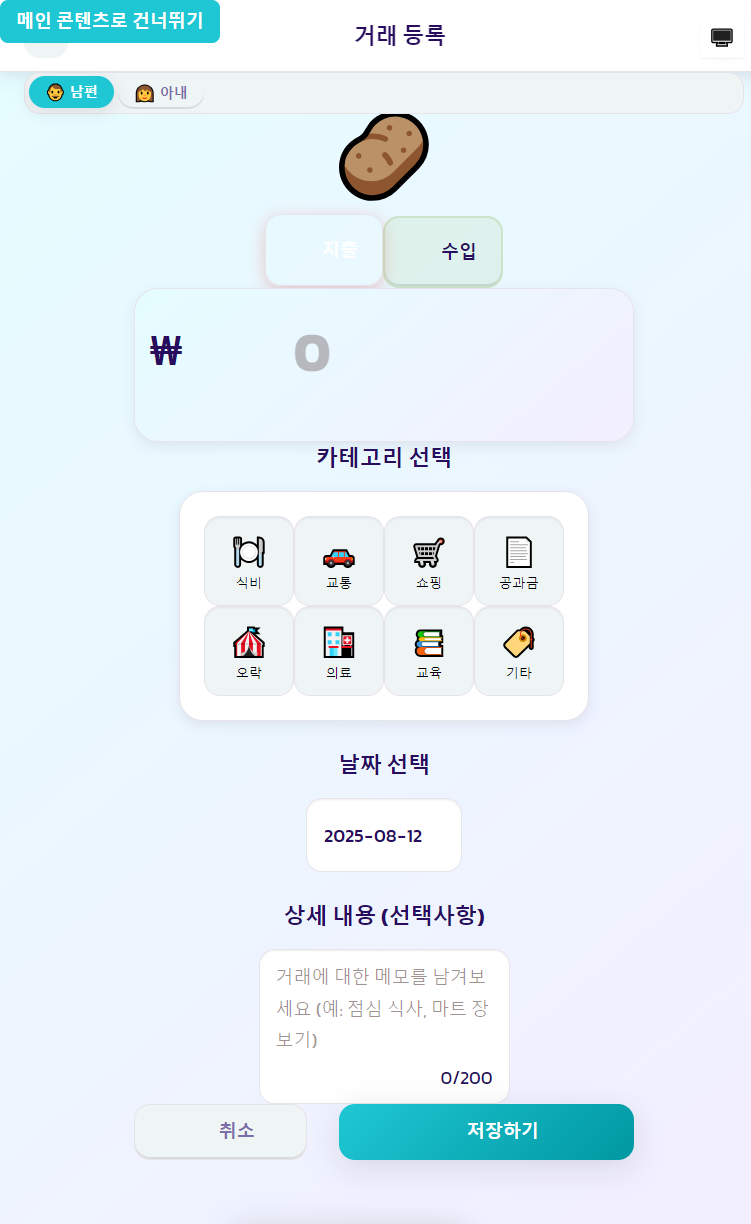 메인 콘텐츠로 건너뛰기
거래 등록
남편 아내
지출 수입
₩ 0
카테고리 선택
식비 교통 쇼핑 공과금
오락 의료 교육 기타
날짜 선택
2025-08-12
상세 내용 (선택사항)
거래에 대한 메모를 남겨보
세요 (예: 점심 식사, 마트 장
보기)
0/200
취소 저장하기